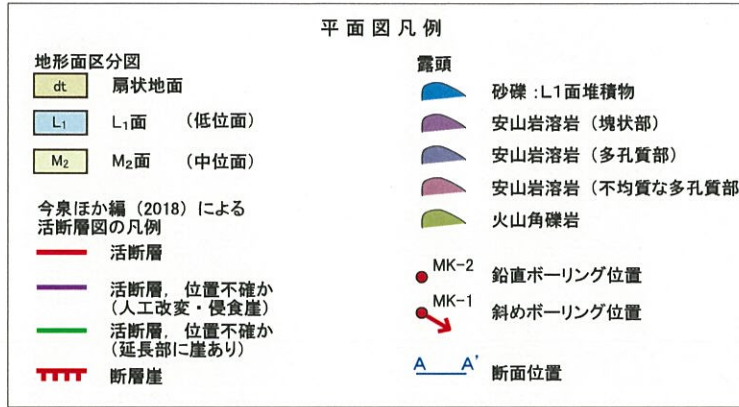 平面図凡例
地形面区分図
dt 扇状地面
L1 L1面 (低位面)
M2 M2面 (中位面)
今泉ほか編 (2018) による
活断層図の凡例
活断層
活断層, 位置不確か
(人工改変・侵食崖)
活断層, 位置不確か
(延長部に崖あり)
断層崖
露頭
砂礫:L1面堆積物
安山岩溶岩 (塊状部)
安山岩溶岩 (多孔質部)
安山岩溶岩 (不均質な多孔質部
火山角礫岩
MK-2 鉛直ボーリング位置
MK-1 斜めボーリング位置
A A' 断面位置